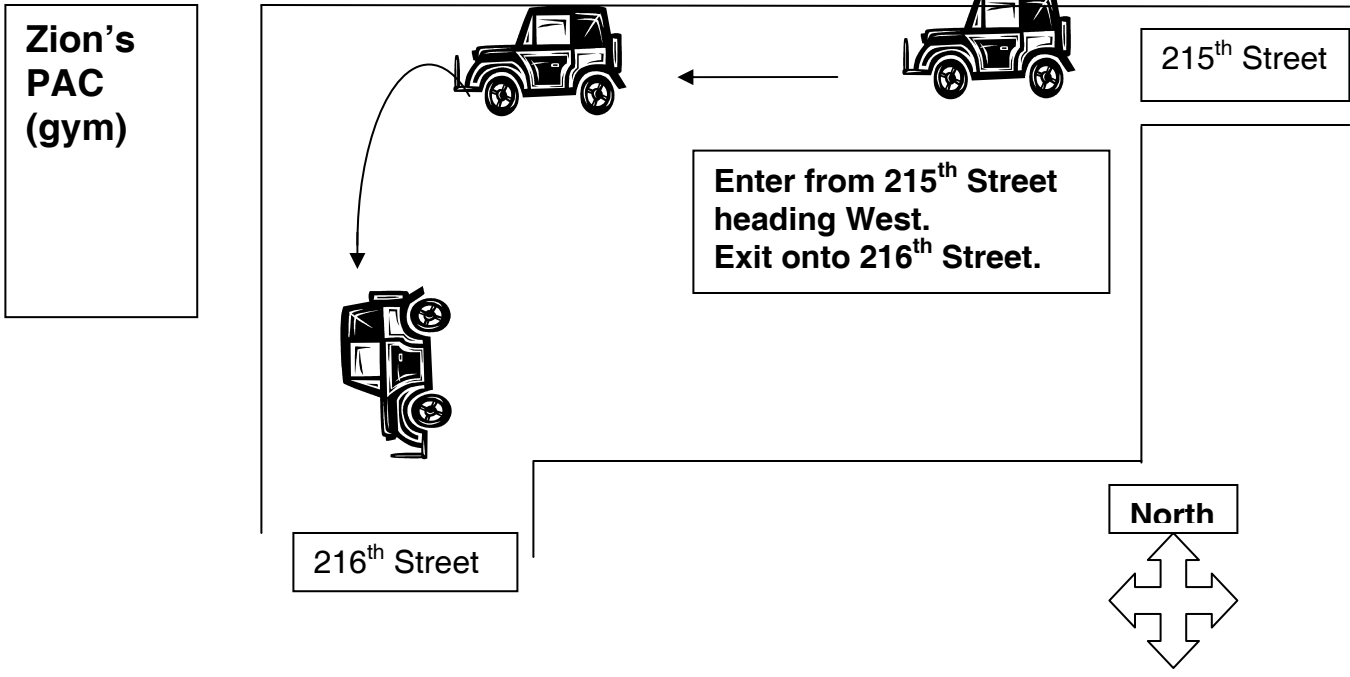 Zion's
PAC
(gym)
215th Street
Enter from 215th Street
heading West.
Exit onto 216th Street.
216th Street
North